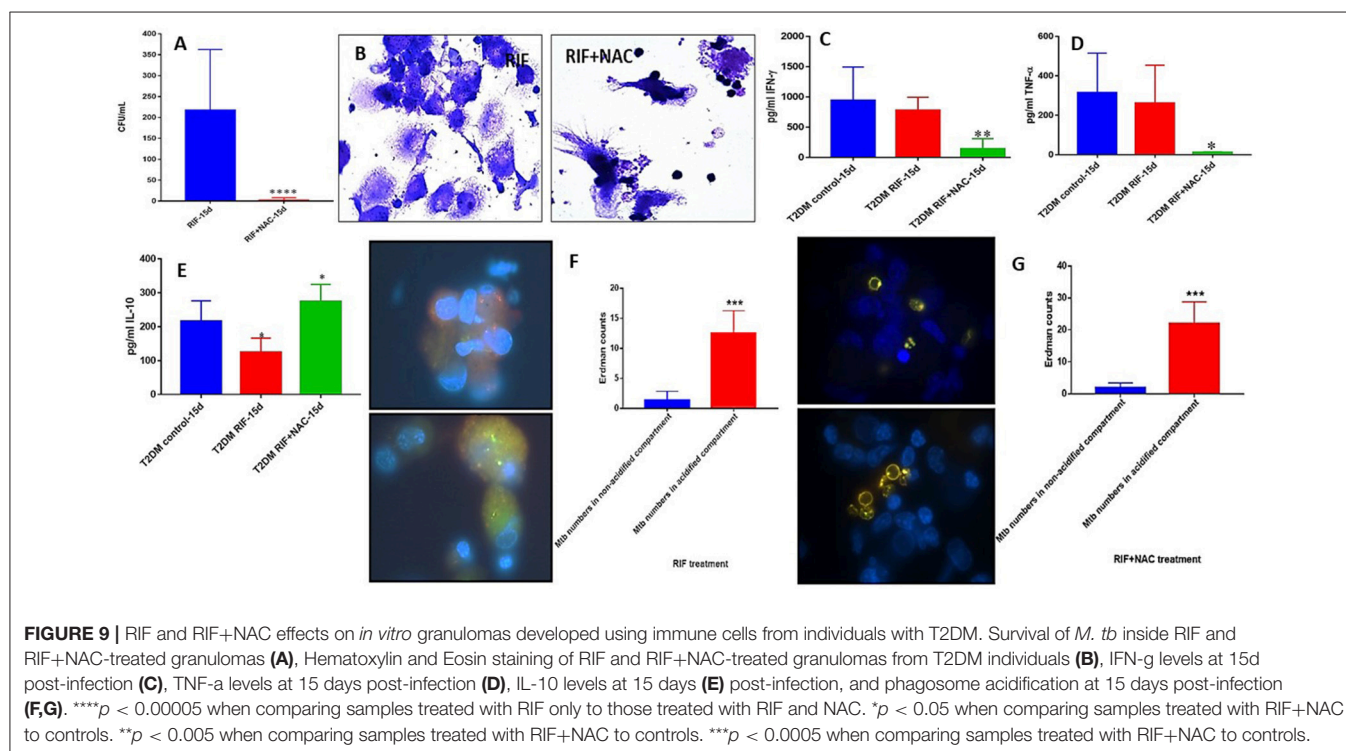 A
CFU/mL
400
350
300
250
200
150
100
50
0
****
RIF-15d
RIF+NAC-15d
B
RIF
RIF+NAC
C
pg/ml IFN-γ
2000
1500
1000
500
0
**
T2DM control-15d
T2DM RIF-15d
T2DM RIF+NAC-15d
D
pg/ml TNF-α
600
400
200
0
*
T2DM control-15d
T2DM RIF-15d
T2DM RIF+NAC-15d
E
pg/ml IL-10
400
300
200
100
0
*
*
T2DM control-15d
T2DM RIF-15d
T2DM RIF+NAC-15d
F
Erdman counts
20
15
10
5
0
***
Mtb numbers in non-acidified compartment
Mtb numbers in acidified compartment
RIF treatment
G
Erdman counts
40
30
20
10
0
***
Mtb numbers in non-acidified compartment
Mtb numbers in acidified compartment
RIF+NAC treatment
FIGURE 9 | RIF and RIF+NAC effects on in vitro granulomas developed using immune cells from individuals with T2DM. Survival of M. tb inside RIF and
RIF+NAC-treated granulomas (A), Hematoxylin and Eosin staining of RIF and RIF+NAC-treated granulomas from T2DM individuals (B), IFN-g levels at 15d
post-infection (C), TNF-a levels at 15 days post-infection (D), IL-10 levels at 15 days (E) post-infection, and phagosome acidification at 15 days post-infection
(F,G). ****p < 0.00005 when comparing samples treated with RIF only to those treated with RIF and NAC. *p < 0.05 when comparing samples treated with RIF+NAC
to controls. **p < 0.005 when comparing samples treated with RIF+NAC to controls. ***p < 0.0005 when comparing samples treated with RIF+NAC to controls.